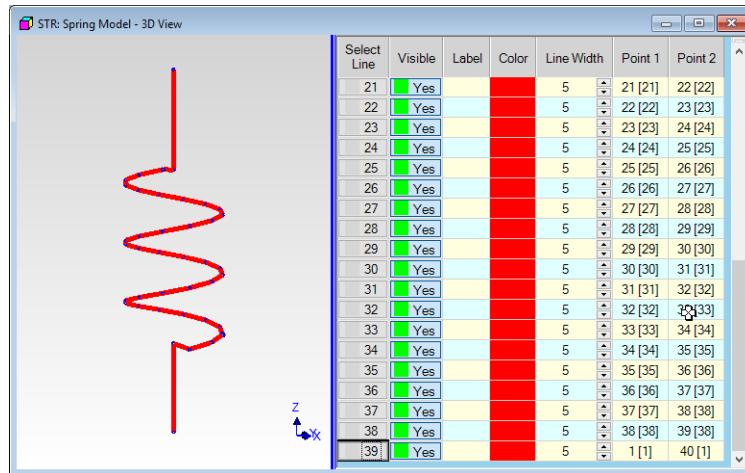 STR: Spring Model - 3D View
Select Line Visible Label Color Line Width Point 1 Point 2
21 Yes 5 21 [21] 22 [22]
22 Yes 5 22 [22] 23 [23]
23 Yes 5 23 [23] 24 [24]
24 Yes 5 24 [24] 25 [25]
25 Yes 5 25 [25] 26 [26]
26 Yes 5 26 [26] 27 [27]
27 Yes 5 27 [27] 28 [28]
28 Yes 5 28 [28] 29 [29]
29 Yes 5 29 [29] 30 [30]
30 Yes 5 30 [30] 31 [31]
31 Yes 5 31 [31] 32 [32]
32 Yes 5 32 [32] [33]
33 Yes 5 33 [33] 34 [34]
34 Yes 5 34 [34] 35 [35]
35 Yes 5 35 [35] 36 [36]
36 Yes 5 36 [36] 37 [37]
37 Yes 5 37 [37] 38 [38]
38 Yes 5 38 [38] 39 [38]
39 Yes 5 1 [1] 40 [1]
Z
X